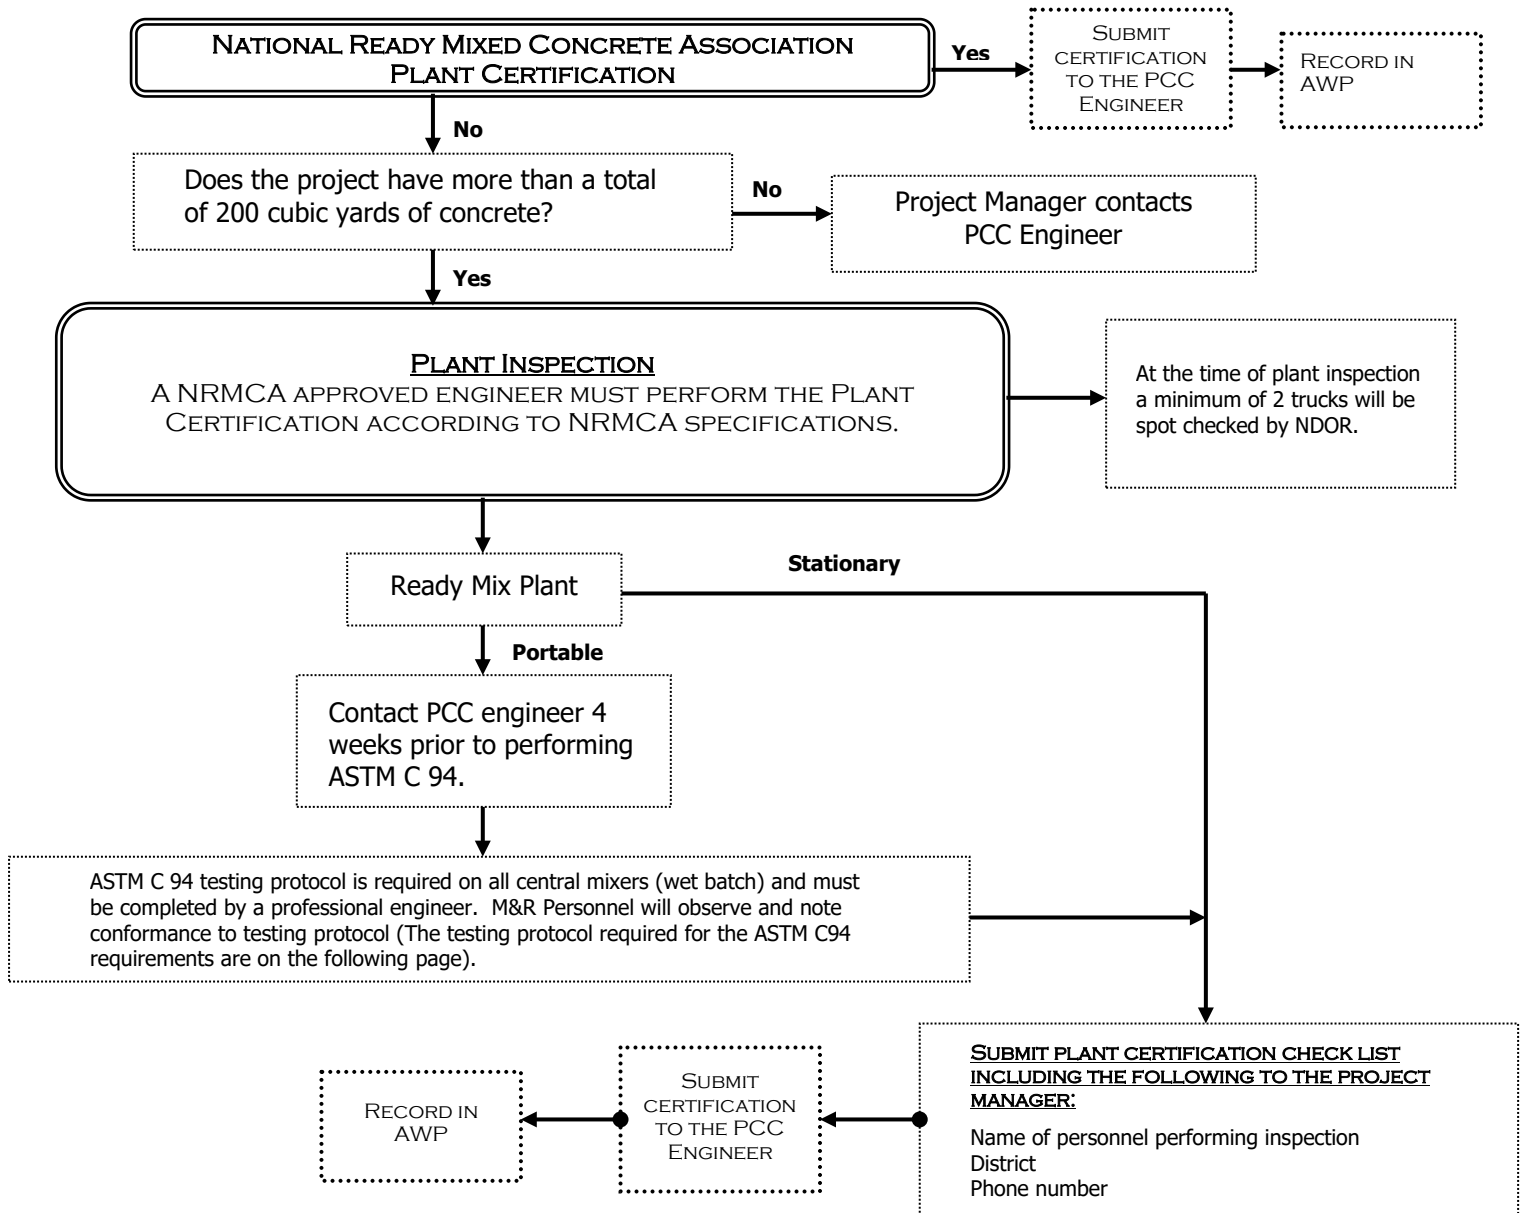 NATIONAL READY MIXED CONCRETE ASSOCIATION
PLANT CERTIFICATION
Yes
SUBMIT
CERTIFICATION
TO THE PCC
ENGINEER
RECORD IN
AWP
No
Does the project have more than a total
of 200 cubic yards of concrete?
No
Project Manager contacts
PCC Engineer
Yes
PLANT INSPECTION
A NRMCA APPROVED ENGINEER MUST PERFORM THE PLANT
CERTIFICATION ACCORDING TO NRMCA SPECIFICATIONS.
At the time of plant inspection
a minimum of 2 trucks will be
spot checked by NDOR.
Ready Mix Plant
Stationary
Portable
Contact PCC engineer 4
weeks prior to performing
ASTM C 94.
ASTM C 94 testing protocol is required on all central mixers (wet batch) and must
be completed by a professional engineer.  M&R Personnel will observe and note
conformance to testing protocol (The testing protocol required for the ASTM C94
requirements are on the following page).
SUBMIT PLANT CERTIFICATION CHECK LIST
INCLUDING THE FOLLOWING TO THE PROJECT
MANAGER:
Name of personnel performing inspection
District
Phone number
SUBMIT
CERTIFICATION
TO THE PCC
ENGINEER
RECORD IN
AWP